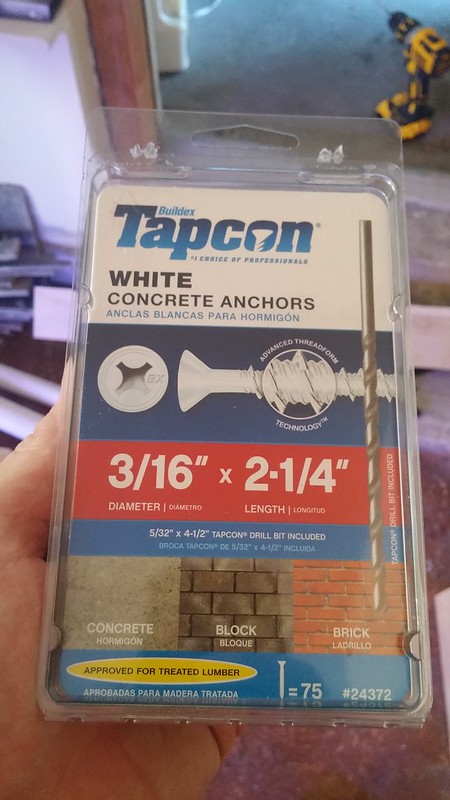 Buildex
Tapcon®
#1 CHOICE OF PROFESSIONALS
WHITE
CONCRETE ANCHORS
ANCLAS BLANCAS PARA HORMIGÓN
ADVANCED THREADFORM
TECHNOLOGY™
BX
3/16" x 2-1/4"
DIAMETER | DIÁMETRO LENGTH | LONGITUD
5/32" x 4-1/2" TAPCON® DRILL BIT INCLUDED
BROCA TAPCON® DE 5/32" x 4-1/2" INCLUIDA
TAPCON® DRILL BIT INCLUDED
CONCRETE
HORMIGÓN
BLOCK
BLOQUE
BRICK
LADRILLO
APPROVED FOR TREATED LUMBER
APROBADAS PARA MADERA TRATADA
=75 #24372